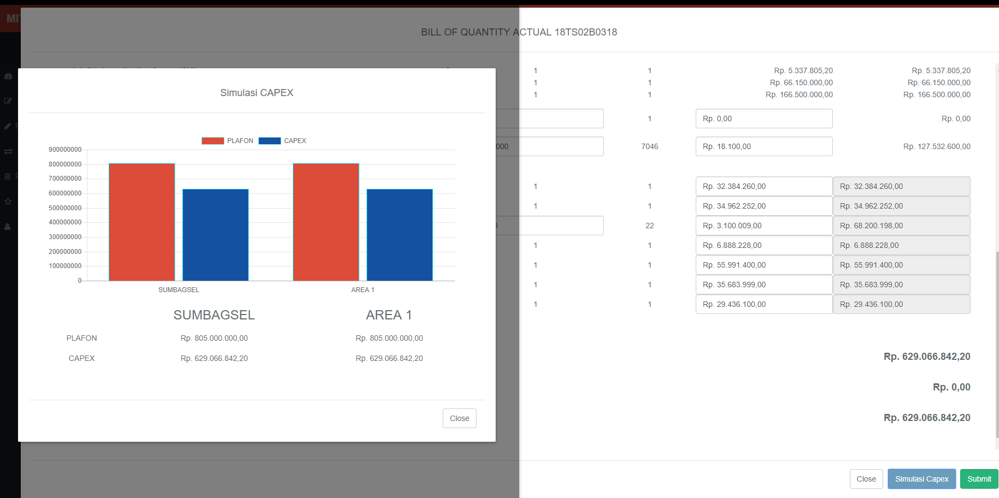 MI
BILL OF QUANTITY ACTUAL 18TS02B0318
1 1 Rp. 5.337.805,20 Rp. 5.337.805,20
1 1 Rp. 66.150.000,00 Rp. 66.150.000,00
1 1 Rp. 166.500.000,00 Rp. 166.500.000,00
1 Rp. 0,00 Rp. 0,00
000 7046 Rp. 18.100,00 Rp. 127.532.600,00
1 1 Rp. 32.384.260,00 Rp. 32.384.260,00
1 1 Rp. 34.962.252,00 Rp. 34.962.252,00
22 Rp. 3.100.009,00 Rp. 68.200.198,00
1 1 Rp. 6.888.228,00 Rp. 6.888.228,00
1 1 Rp. 55.991.400,00 Rp. 55.991.400,00
1 1 Rp. 35.683.999,00 Rp. 35.683.999,00
1 1 Rp. 29.436.100,00 Rp. 29.436.100,00
Rp. 629.066.842,20
Rp. 0,00
Rp. 629.066.842,20
Close Simulasi Capex Submit
Simulasi CAPEX
PLAFON CAPEX
900000000
800000000
700000000
600000000
500000000
400000000
300000000
200000000
100000000
0
SUMBAGSEL AREA 1
SUMBAGSEL AREA 1
PLAFON Rp. 805.000.000,00 Rp. 805.000.000,00
CAPEX Rp. 629.066.842,20 Rp. 629.066.842,20
Close